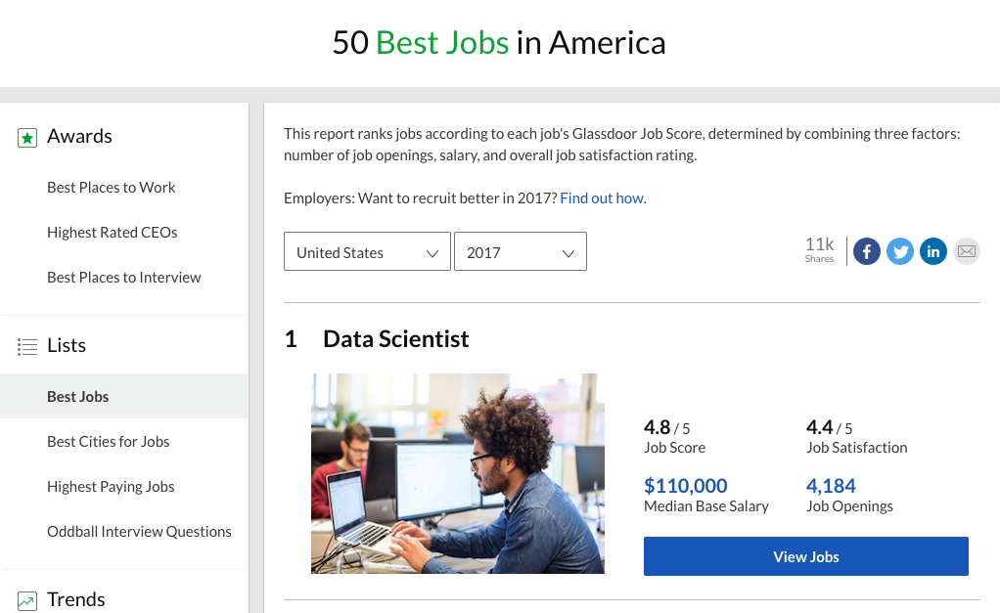 50 Best Jobs in America
Awards
Best Places to Work
Highest Rated CEOs
Best Places to Interview
Lists
Best Jobs
Best Cities for Jobs
Highest Paying Jobs
Oddball Interview Questions
Trends
This report ranks jobs according to each job's Glassdoor Job Score, determined by combining three factors:
number of job openings, salary, and overall job satisfaction rating.
Employers: Want to recruit better in 2017? Find out how.
United States 2017
11k
Shares
f in
1 Data Scientist
4.8 / 5 4.4 / 5
Job Score Job Satisfaction
$110,000 4,184
Median Base Salary Job Openings
View Jobs